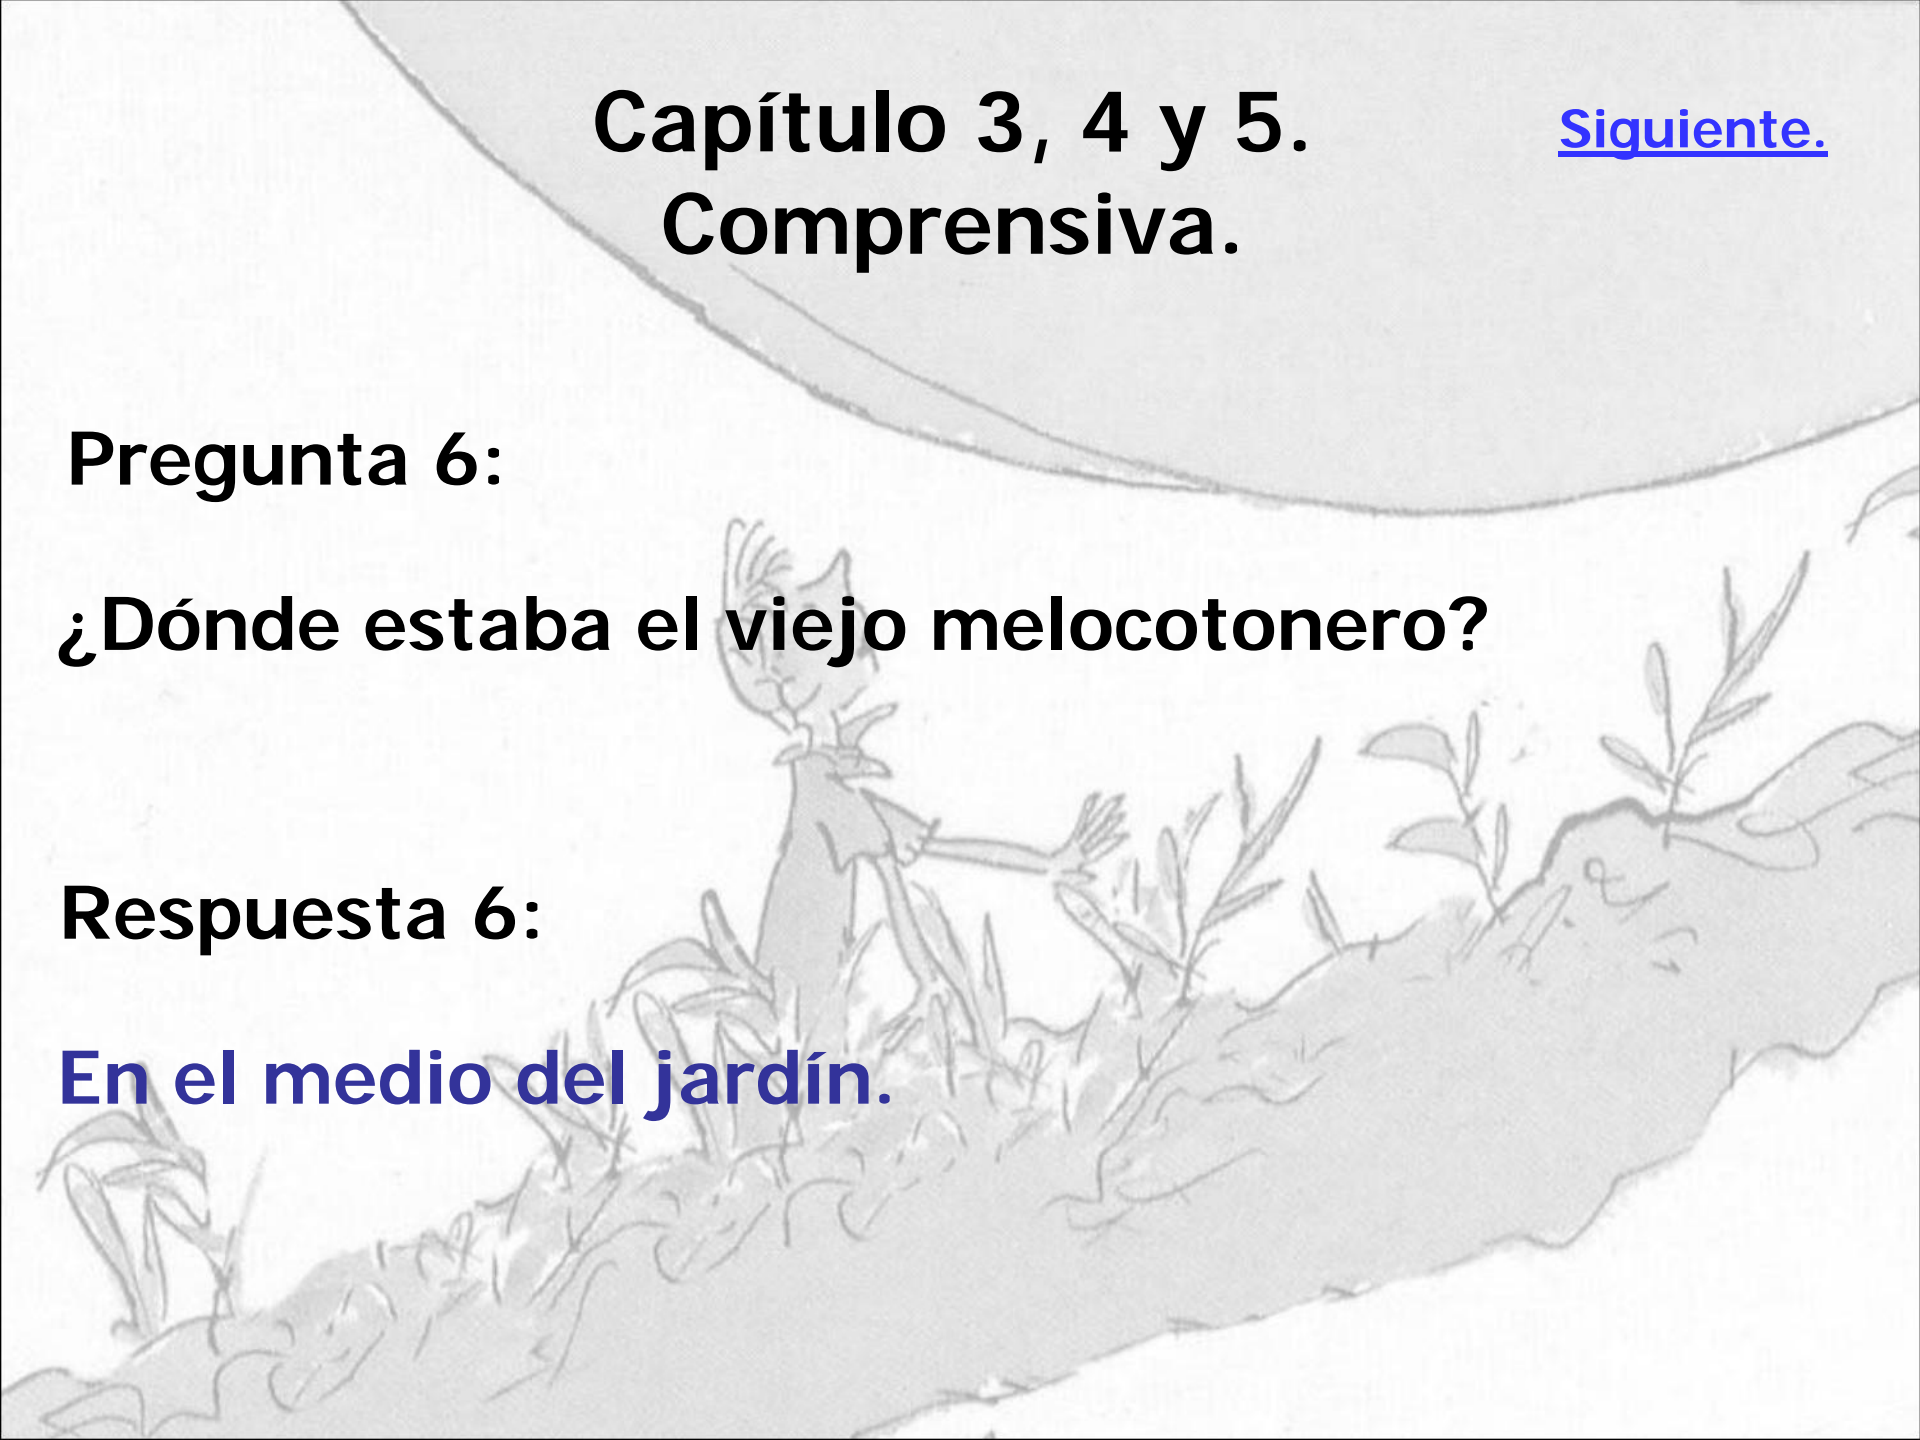 Capítulo 3, 4 y 5.
Siguiente.
Comprensiva.
Pregunta 6:
¿Dónde estaba el viejo melocotonero?
Respuesta 6:
En el medio del jardín.